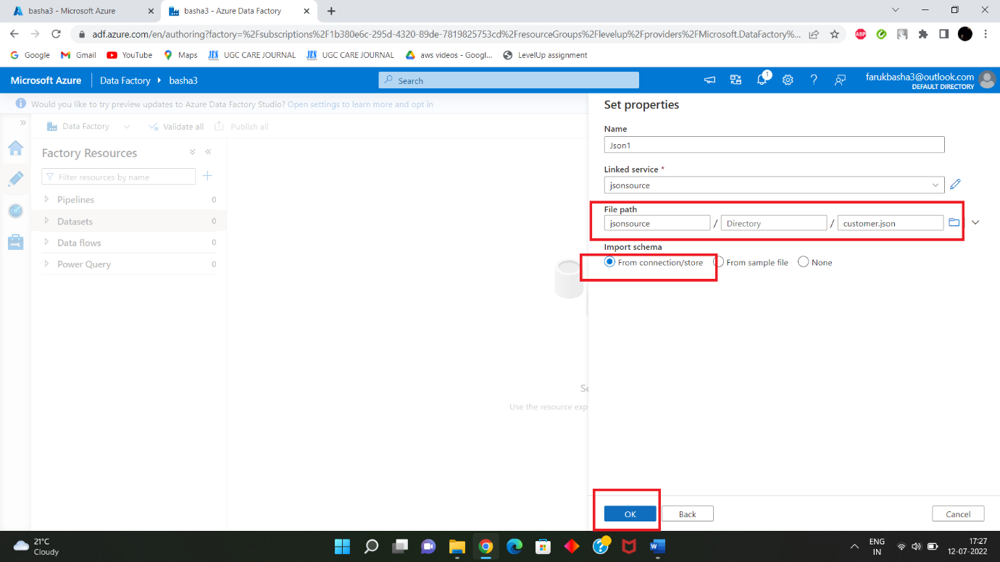 basha3 - Microsoft Azure
basha3 - Azure Data Factory
adf.azure.com/en/authoring?factory=%2Fsubscriptions%2F1b380e6c-295d-4320-89de-7819825753cd%2FresourceGroups%2Flevelup%2Fproviders%2FMicrosoft.DataFactory%...
ABP
Google
Gmail
YouTube
Maps
JES UGC CARE JOURNAL
JES UGC CARE JOURNAL
aws videos - Googl...
LevelUp assignment
Microsoft Azure
Data Factory
basha3
Search
1
farukbasha3@outlook.com
DEFAULT DIRECTORY
Would you like to try preview updates to Azure Data Factory Studio? Open settings to learn more and opt in
Data Factory
Validate all
Publish all
Factory Resources
Filter resources by name
Pipelines 0
Datasets 0
Data flows 0
Power Query 0
Se
Use the resource exp
Set properties
Name
Json1
Linked service *
jsonsource
File path
jsonsource / Directory / customer.json
Import schema
From connection/store
From sample file
None
OK
Back
Cancel
21°C
Cloudy
ENG
IN
17:27
12-07-2022